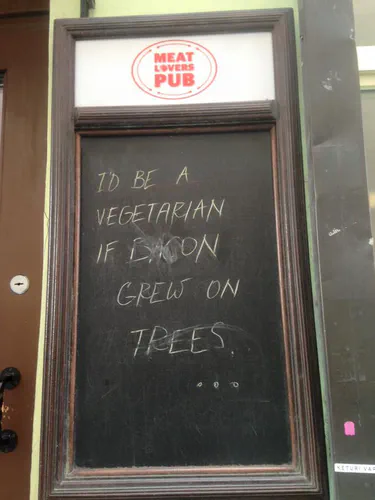 MEAT
LOVERS
PUB
I'D BE A
VEGETARIAN
IF BACON
GREW ON
TREES
...